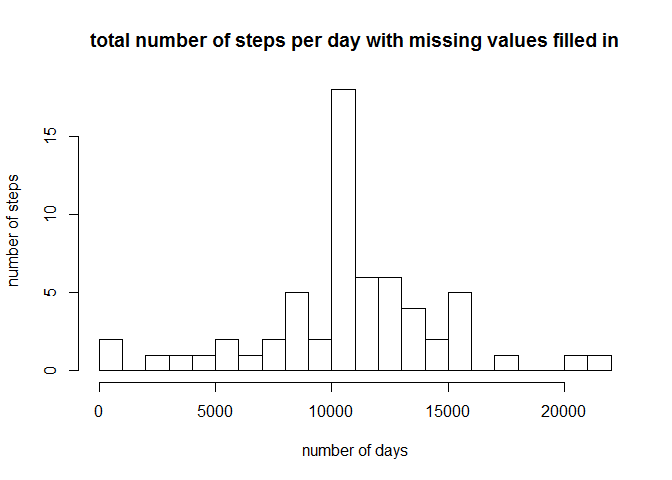 total number of steps per day with missing values filled in
number of steps
15
10
5
0
0 5000 10000 15000 20000
number of days